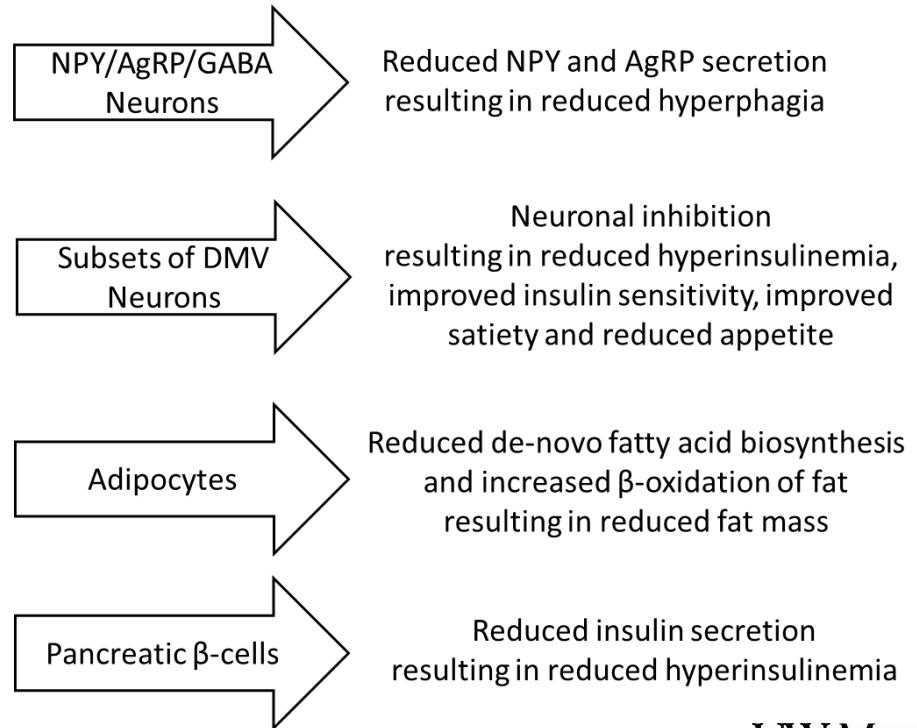 NPY/AgRP/GABA
Neurons
Reduced NPY and AgRP secretion
resulting in reduced hyperphagia
Subsets of DMV
Neurons
Neuronal inhibition
resulting in reduced hyperinsulinemia,
improved insulin sensitivity, improved
satiety and reduced appetite
Adipocytes
Reduced de-novo fatty acid biosynthesis
and increased β-oxidation of fat
resulting in reduced fat mass
Pancreatic β-cells
Reduced insulin secretion
resulting in reduced hyperinsulinemia